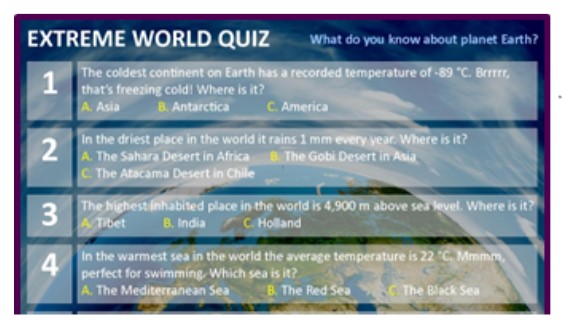 EXTREME WORLD QUIZ
What do you know about planet Earth?
1
The coldest continent on Earth has a recorded temperature of -89 °C. Brrrrr,
that's freezing cold! Where is it?
A. Asia B. Antarctica C. America
2
In the driest place in the world it rains 1 mm every year. Where is it?
A. The Sahara Desert in Africa B. The Gobi Desert in Asia
C. The Atacama Desert in Chile
3
The highest inhabited place in the world is 4,900 m above sea level. Where is it?
A. Tibet B. India C. Holland
4
In the warmest sea in the world the average temperature is 22 °C. Mmmm,
perfect for swimming. Which sea is it?
A. The Mediterranean Sea B. The Red Sea C. The Black Sea